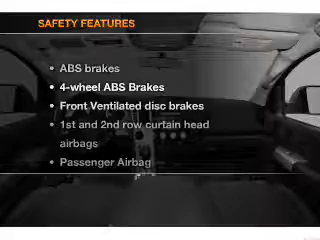 SAFETY FEATURES
• ABS brakes
• 4-wheel ABS Brakes
• Front Ventilated disc brakes
• 1st and 2nd row curtain head
airbags
• Passenger Airbag